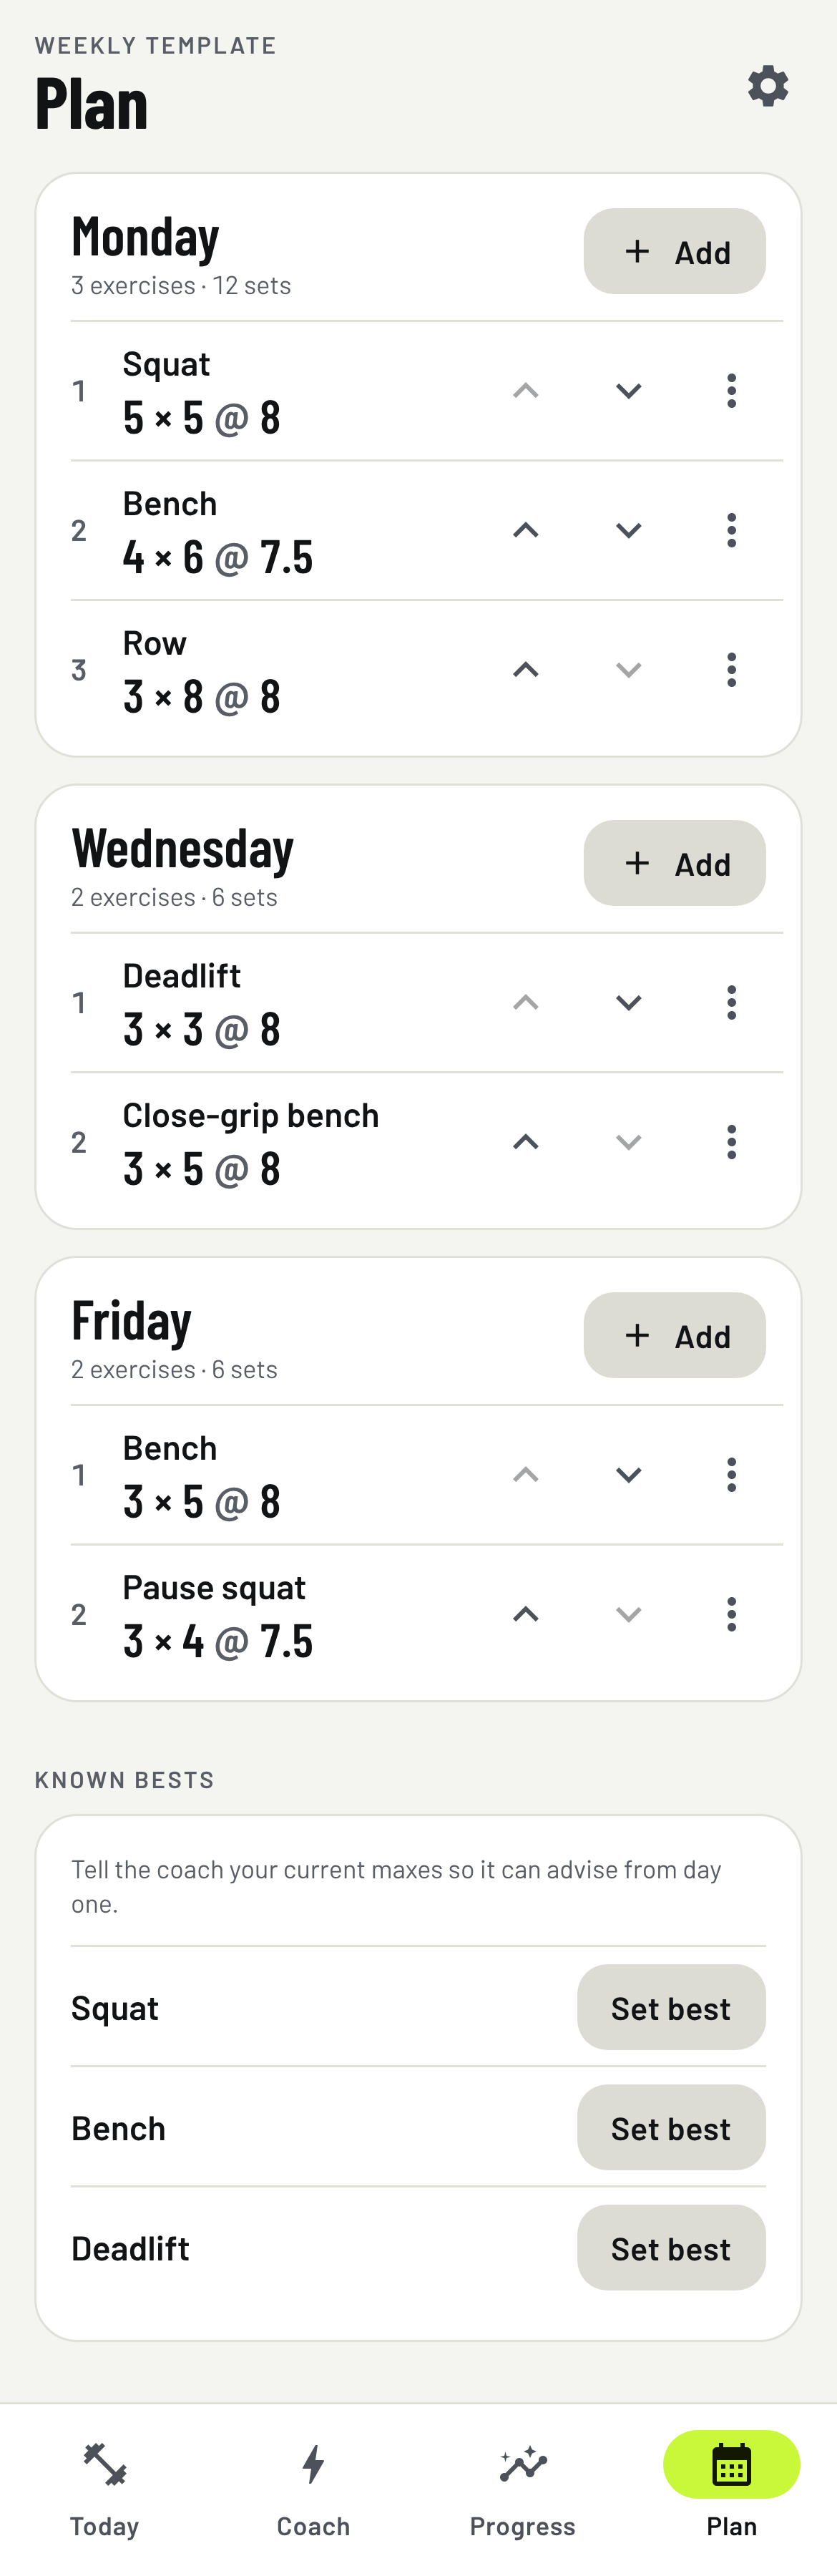 WEEKLY TEMPLATE
Plan
Monday
3 exercises · 12 sets
+ Add
1
Squat
5 × 5 @ 8
2
Bench
4 × 6 @ 7.5
3
Row
3 × 8 @ 8
Wednesday
2 exercises · 6 sets
+ Add
1
Deadlift
3 × 3 @ 8
2
Close-grip bench
3 × 5 @ 8
Friday
2 exercises · 6 sets
+ Add
1
Bench
3 × 5 @ 8
2
Pause squat
3 × 4 @ 7.5
KNOWN BESTS
Tell the coach your current maxes so it can advise from day
one.
Squat
Set best
Bench
Set best
Deadlift
Set best
Today
Coach
Progress
Plan